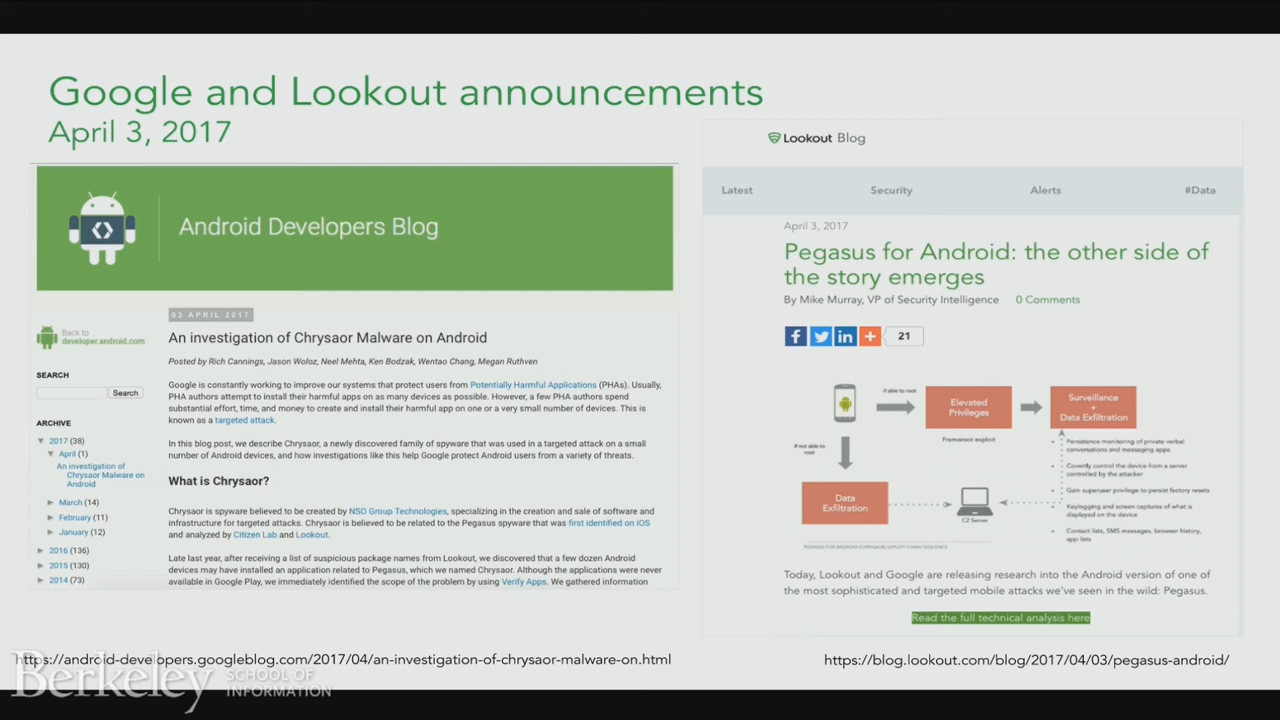 Google and Lookout announcements
April 3, 2017
Android Developers Blog
03 APRIL 2017
Back to
developer.android.com
An investigation of Chrysaor Malware on Android
Posted by Rich Cannings, Jason Woloz, Neel Mehta, Ken Bodzak, Wentao Chang, Megan Ruthven
SEARCH
Search
Google is constantly working to improve our systems that protect users from Potentially Harmful Applications (PHAs). Usually,
PHA authors attempt to install their harmful apps on as many devices as possible. However, a few PHA authors spend
substantial effort, time, and money to create and install their harmful app on one or a very small number of devices. This is
known as a targeted attack.
ARCHIVE
2017 (38)
April (1)
An investigation of
Chrysaor Malware on
Android
March (14)
February (11)
January (12)
2016 (136)
2015 (130)
2014 (73)
In this blog post, we describe Chrysaor, a newly discovered family of spyware that was used in a targeted attack on a small
number of Android devices, and how investigations like this help Google protect Android users from a variety of threats.
What is Chrysaor?
Chrysaor is spyware believed to be created by NSO Group Technologies, specializing in the creation and sale of software and
infrastructure for targeted attacks. Chrysaor is believed to be related to the Pegasus spyware that was first identified on iOS
and analyzed by Citizen Lab and Lookout.
Late last year, after receiving a list of suspicious package names from Lookout, we discovered that a few dozen Android
devices may have installed an application related to Pegasus, which we named Chrysaor. Although the applications were never
available in Google Play, we immediately identified the scope of the problem by using Verify Apps. We gathered information
https://android-developers.googleblog.com/2017/04/an-investigation-of-chrysaor-malware-on.html
Lookout Blog
Latest Security Alerts #Data
April 3, 2017
Pegasus for Android: the other side of
the story emerges
By Mike Murray, VP of Security Intelligence 0 Comments
21
if able to root
Elevated
Privileges
Framaroot exploit
Surveillance
+
Data Exfiltration
If not able
to root
Data
Exfiltration
C2 Server
• Persistence monitoring of private verbal
conversations and messaging apps
• Covertly control the device from a server
controlled by the attacker
• Gain superuser privilege to persist factory resets
• Keylogging and screen captures of what is
displayed on the device
• Contact lists, SMS messages, browser history,
app lists
PEGASUS FOR ANDROID (CHRYSAOR) EXPLOIT CHAIN SEQUENCE
Today, Lookout and Google are releasing research into the Android version of one of
the most sophisticated and targeted mobile attacks we've seen in the wild: Pegasus.
Read the full technical analysis here
https://blog.lookout.com/blog/2017/04/03/pegasus-android/
Berkeley SCHOOL OF
INFORMATION